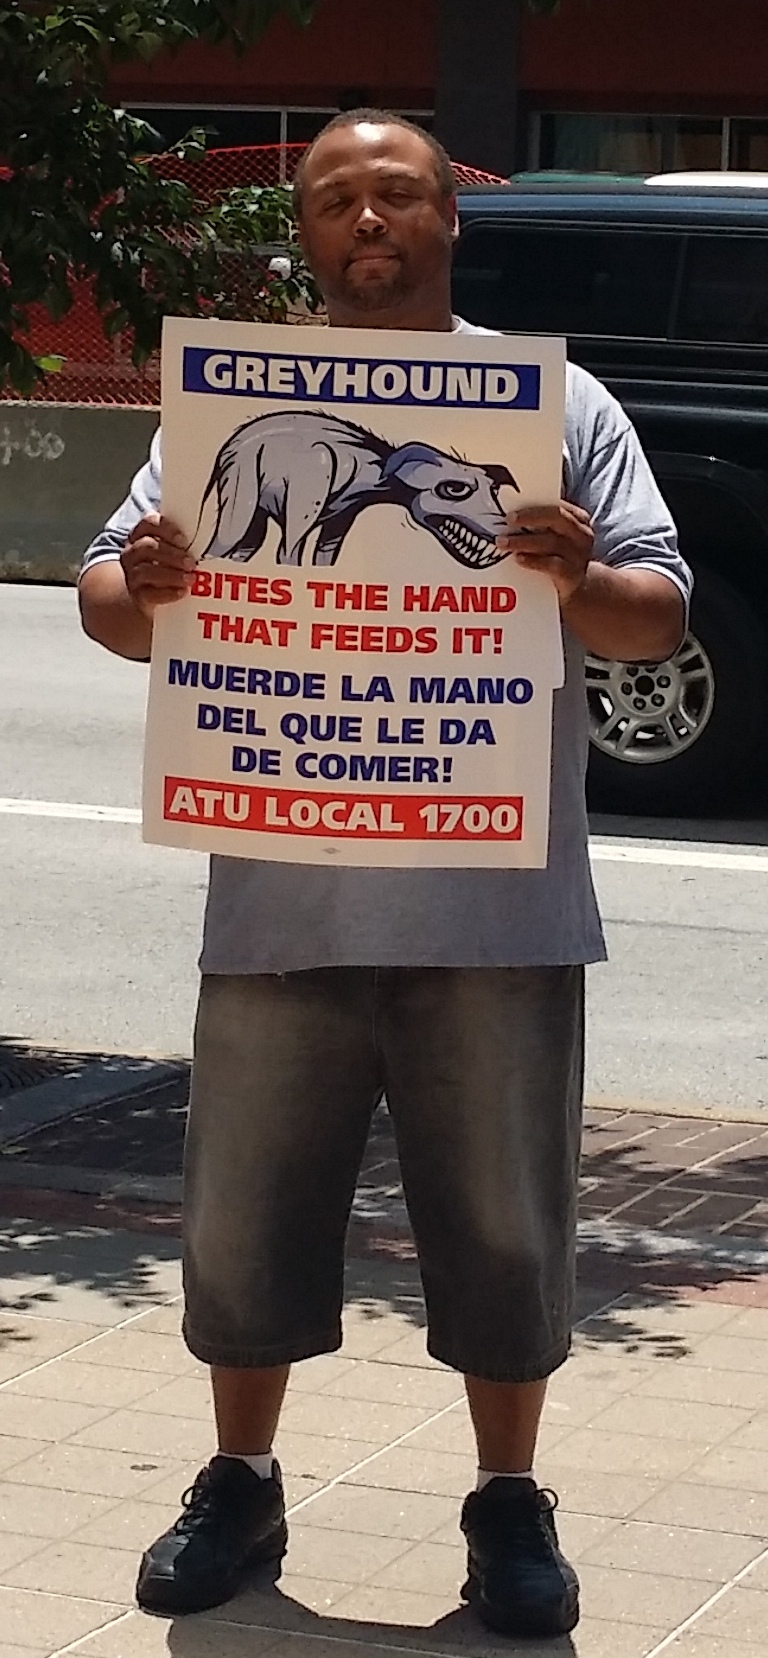 GREYHOUND
BITES THE HAND
THAT FEEDS IT!
MUERDE LA MANO
DEL QUE LE DA
DE COMER!
ATU LOCAL 1700